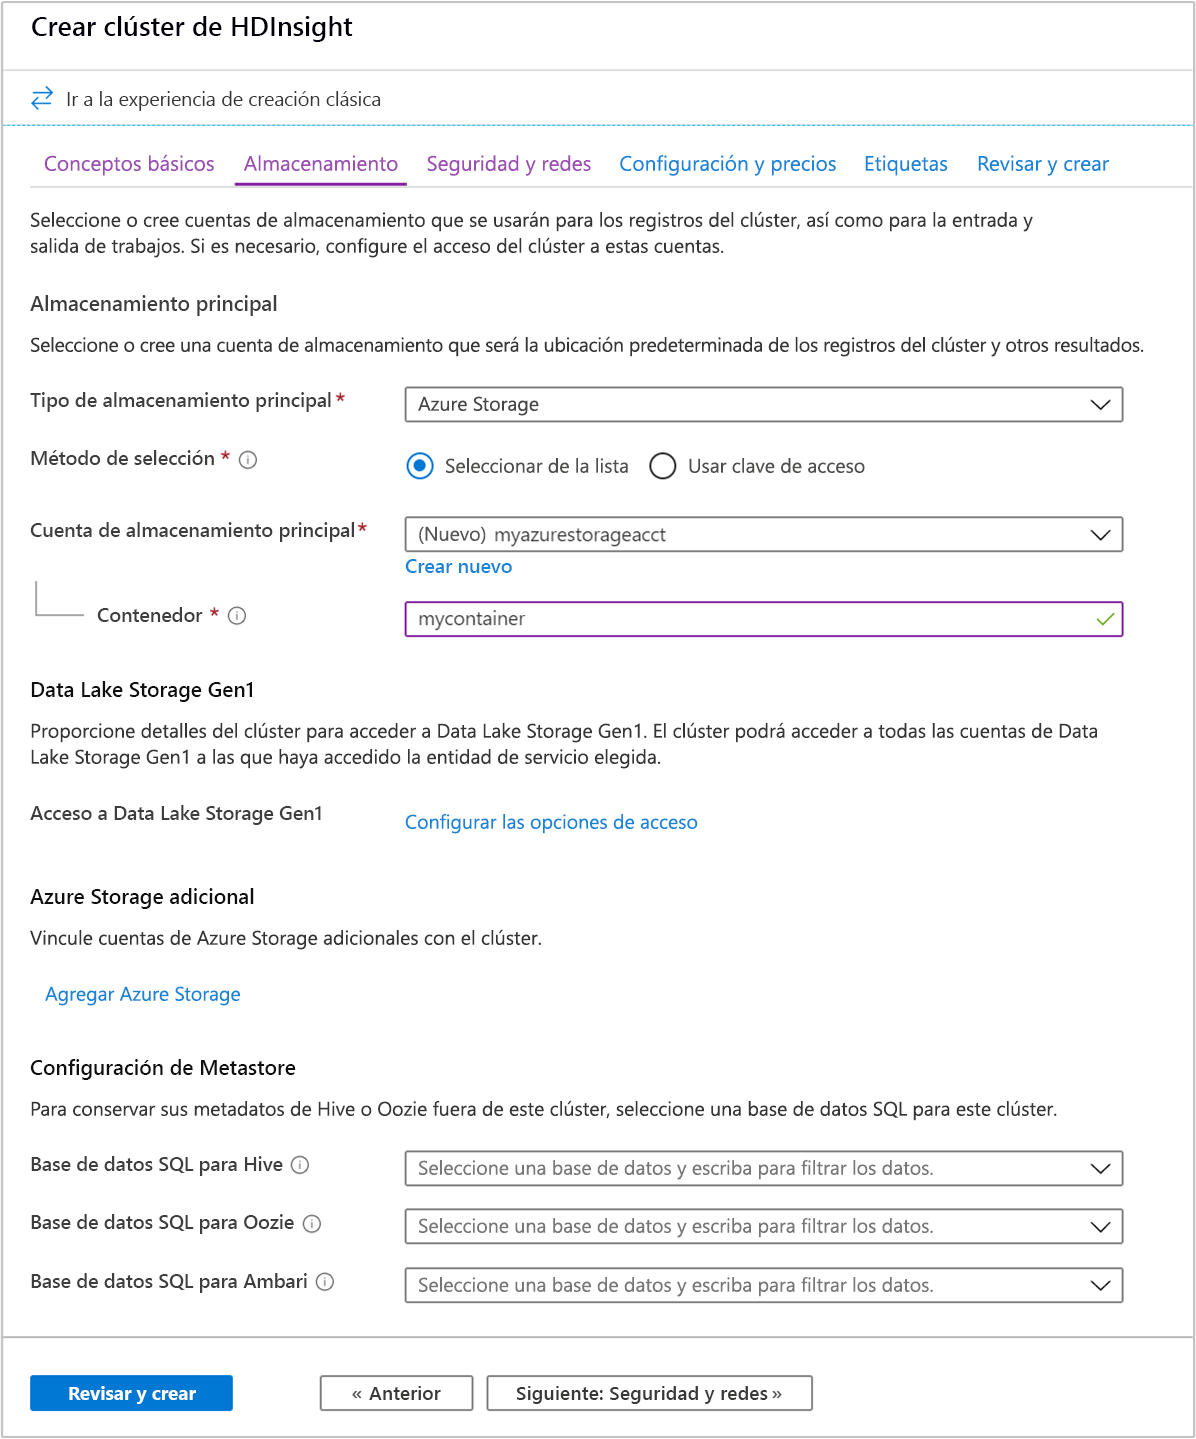 Crear clúster de HDInsight
Ir a la experiencia de creación clásica
Conceptos básicos Almacenamiento Seguridad y redes Configuración y precios Etiquetas Revisar y crear
Seleccione o cree cuentas de almacenamiento que se usarán para los registros del clúster, así como para la entrada y
salida de trabajos. Si es necesario, configure el acceso del clúster a estas cuentas.
Almacenamiento principal
Seleccione o cree una cuenta de almacenamiento que será la ubicación predeterminada de los registros del clúster y otros resultados.
Tipo de almacenamiento principal * Azure Storage
Método de selección * Seleccionar de la lista Usar clave de acceso
Cuenta de almacenamiento principal* (Nuevo) myazurestorageacct
Crear nuevo
Contenedor * mycontainer
Data Lake Storage Gen1
Proporcione detalles del clúster para acceder a Data Lake Storage Gen1. El clúster podrá acceder a todas las cuentas de Data
Lake Storage Gen1 a las que haya accedido la entidad de servicio elegida.
Acceso a Data Lake Storage Gen1 Configurar las opciones de acceso
Azure Storage adicional
Vincule cuentas de Azure Storage adicionales con el clúster.
Agregar Azure Storage
Configuración de Metastore
Para conservar sus metadatos de Hive o Oozie fuera de este clúster, seleccione una base de datos SQL para este clúster.
Base de datos SQL para Hive Seleccione una base de datos y escriba para filtrar los datos.
Base de datos SQL para Oozie Seleccione una base de datos y escriba para filtrar los datos.
Base de datos SQL para Ambari Seleccione una base de datos y escriba para filtrar los datos.
Revisar y crear « Anterior Siguiente: Seguridad y redes »